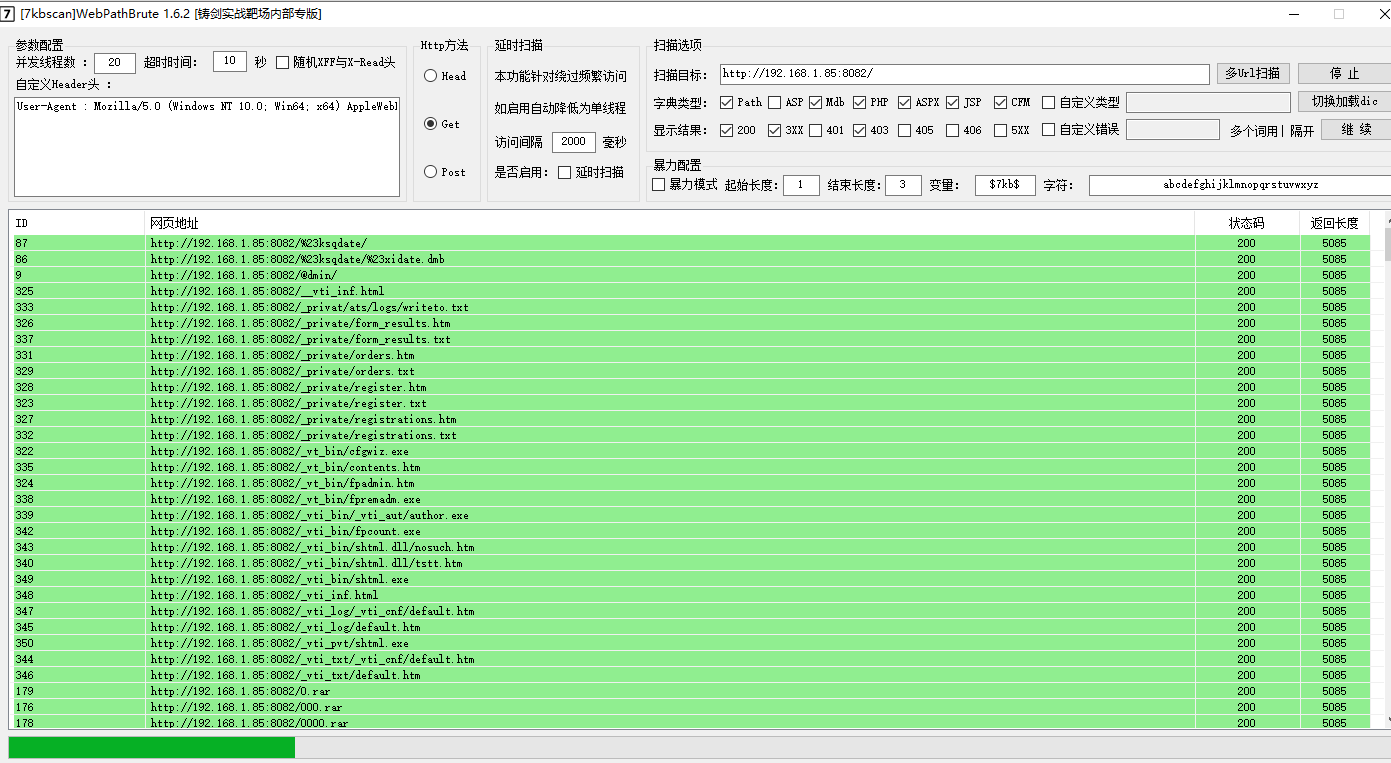 7 [7kbscan]WebPathBrute 1.6.2 [铸剑实战靶场内部专版]
参数配置
并发线程数 : 20 超时时间: 10 秒 随机XFF与X-Read头
自定义Header头 :
User-Agent : Mozilla/5.0 (Windows NT 10.0; Win64; x64) AppleWebK
Http方法
Head
Get
Post
延时扫描
本功能针对绕过频繁访问
如启用自动降低为单线程
访问间隔 2000 毫秒
是否启用: 延时扫描
扫描选项
扫描目标: http://192.168.1.85:8082/ 多Url扫描 停 止
字典类型: Path ASP Mdb PHP ASPX JSP CFM 自定义类型 切换加载dic
显示结果: 200 3XX 401 403 405 406 5XX 自定义错误 多个词用| 隔开 继 续
暴力配置
暴力模式 起始长度: 1 结束长度: 3 变量: $7kb$ 字符: abcdefghijklmnopqrstuvwxyz
ID 网页地址 状态码 返回长度
87 http://192.168.1.85:8082/%23ksqdate/ 200 5085
86 http://192.168.1.85:8082/%23ksqdate/%23xidate.dmb 200 5085
9 http://192.168.1.85:8082/@dmin/ 200 5085
325 http://192.168.1.85:8082/__vti_inf.html 200 5085
333 http://192.168.1.85:8082/_privat/ats/logs/writeto.txt 200 5085
326 http://192.168.1.85:8082/_private/form_results.htm 200 5085
337 http://192.168.1.85:8082/_private/form_results.txt 200 5085
331 http://192.168.1.85:8082/_private/orders.htm 200 5085
329 http://192.168.1.85:8082/_private/orders.txt 200 5085
328 http://192.168.1.85:8082/_private/register.htm 200 5085
323 http://192.168.1.85:8082/_private/register.txt 200 5085
327 http://192.168.1.85:8082/_private/registrations.htm 200 5085
332 http://192.168.1.85:8082/_private/registrations.txt 200 5085
322 http://192.168.1.85:8082/_vt_bin/cfgwiz.exe 200 5085
335 http://192.168.1.85:8082/_vt_bin/contents.htm 200 5085
324 http://192.168.1.85:8082/_vt_bin/fpadmin.htm 200 5085
338 http://192.168.1.85:8082/_vt_bin/fpremadm.exe 200 5085
339 http://192.168.1.85:8082/_vti_bin/_vti_aut/author.exe 200 5085
342 http://192.168.1.85:8082/_vti_bin/fpcount.exe 200 5085
343 http://192.168.1.85:8082/_vti_bin/shtml.dll/nosuch.htm 200 5085
340 http://192.168.1.85:8082/_vti_bin/shtml.dll/tstt.htm 200 5085
349 http://192.168.1.85:8082/_vti_bin/shtml.exe 200 5085
348 http://192.168.1.85:8082/_vti_inf.html 200 5085
347 http://192.168.1.85:8082/_vti_log/_vti_cnf/default.htm 200 5085
345 http://192.168.1.85:8082/_vti_log/default.htm 200 5085
350 http://192.168.1.85:8082/_vti_pvt/shtml.exe 200 5085
344 http://192.168.1.85:8082/_vti_txt/_vti_cnf/default.htm 200 5085
346 http://192.168.1.85:8082/_vti_txt/default.htm 200 5085
179 http://192.168.1.85:8082/0.rar 200 5085
176 http://192.168.1.85:8082/000.rar 200 5085
178 http://192.168.1.85:8082/0000.rar 200 5085